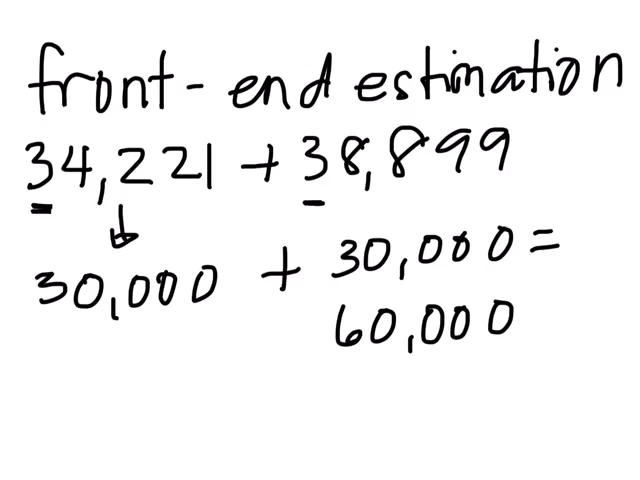 front-end estimation
34,221 + 38,899
30,000 + 30,000 =
60,000